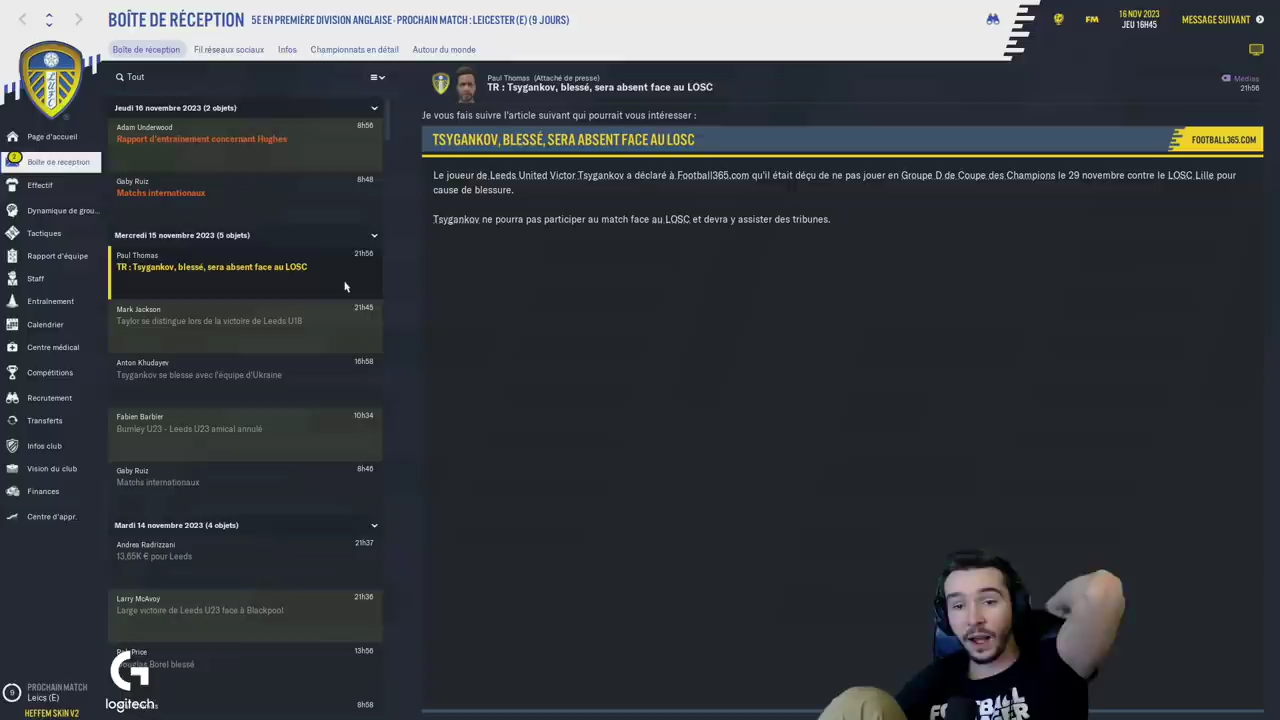 BOÎTE DE RÉCEPTION
5E EN PREMIÈRE DIVISION ANGLAISE - PROCHAIN MATCH : LEICESTER (E) (9 JOURS)
FM
16 NOV 2023
JEU 16H45
MESSAGE SUIVANT
Boîte de réception
Fil réseaux sociaux
Infos
Championnats en détail
Autour du monde
LUFC
Page d'accueil
2
Boîte de réception
Effectif
Dynamique de grou...
Tactiques
Rapport d'équipe
Staff
Entraînement
Calendrier
Centre médical
Compétitions
Recrutement
Transferts
Infos club
Vision du club
Finances
Centre d'appr.
9 PROCHAIN MATCH
Leics (E)
HEFFEM SKIN V2
Tout
Jeudi 16 novembre 2023 (2 objets)
Adam Underwood 8h56
Rapport d'entraînement concernant Hughes
Gaby Ruiz 8h48
Matchs internationaux
Mercredi 15 novembre 2023 (5 objets)
Paul Thomas 21h56
TR : Tsygankov, blessé, sera absent face au LOSC
Mark Jackson 21h45
Taylor se distingue lors de la victoire de Leeds U18
Anton Khudayev 16h58
Tsygankov se blesse avec l'équipe d'Ukraine
Fabien Barbier 10h34
Burnley U23 - Leeds U23 amical annulé
Gaby Ruiz 8h46
Matchs internationaux
Mardi 14 novembre 2023 (4 objets)
Andrea Radrizzani 21h37
13,65K € pour Leeds
Larry McAvoy 21h36
Large victoire de Leeds U23 face à Blackpool
Price 13h56
Douglas Borel blessé
8h58
logitech
Paul Thomas (Attaché de presse)
TR : Tsygankov, blessé, sera absent face au LOSC
Médias
21h56
Je vous fais suivre l'article suivant qui pourrait vous intéresser :
TSYGANKOV, BLESSÉ, SERA ABSENT FACE AU LOSC
FOOTBALL365.COM
Le joueur de Leeds United Victor Tsygankov a déclaré à Football365.com qu'il était déçu de ne pas jouer en Groupe D de Coupe des Champions le 29 novembre contre le LOSC Lille pour
cause de blessure.
Tsygankov ne pourra pas participer au match face au LOSC et devra y assister des tribunes.